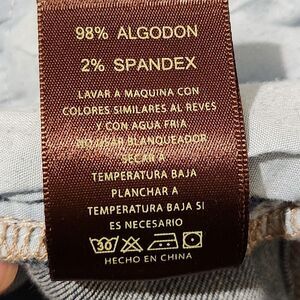 98% ALGODON
2% SPANDEX
LAVAR A MAQUINA CON
COLORES SIMILARES AL REVES
Y CON AGUA FRIA
NO USAR BLANQUEADOR
SECAR A
TEMPERATURA BAJA
PLANCHAR A
TEMPERATURA BAJA SI
ES NECESARIO
30
HECHO EN CHINA